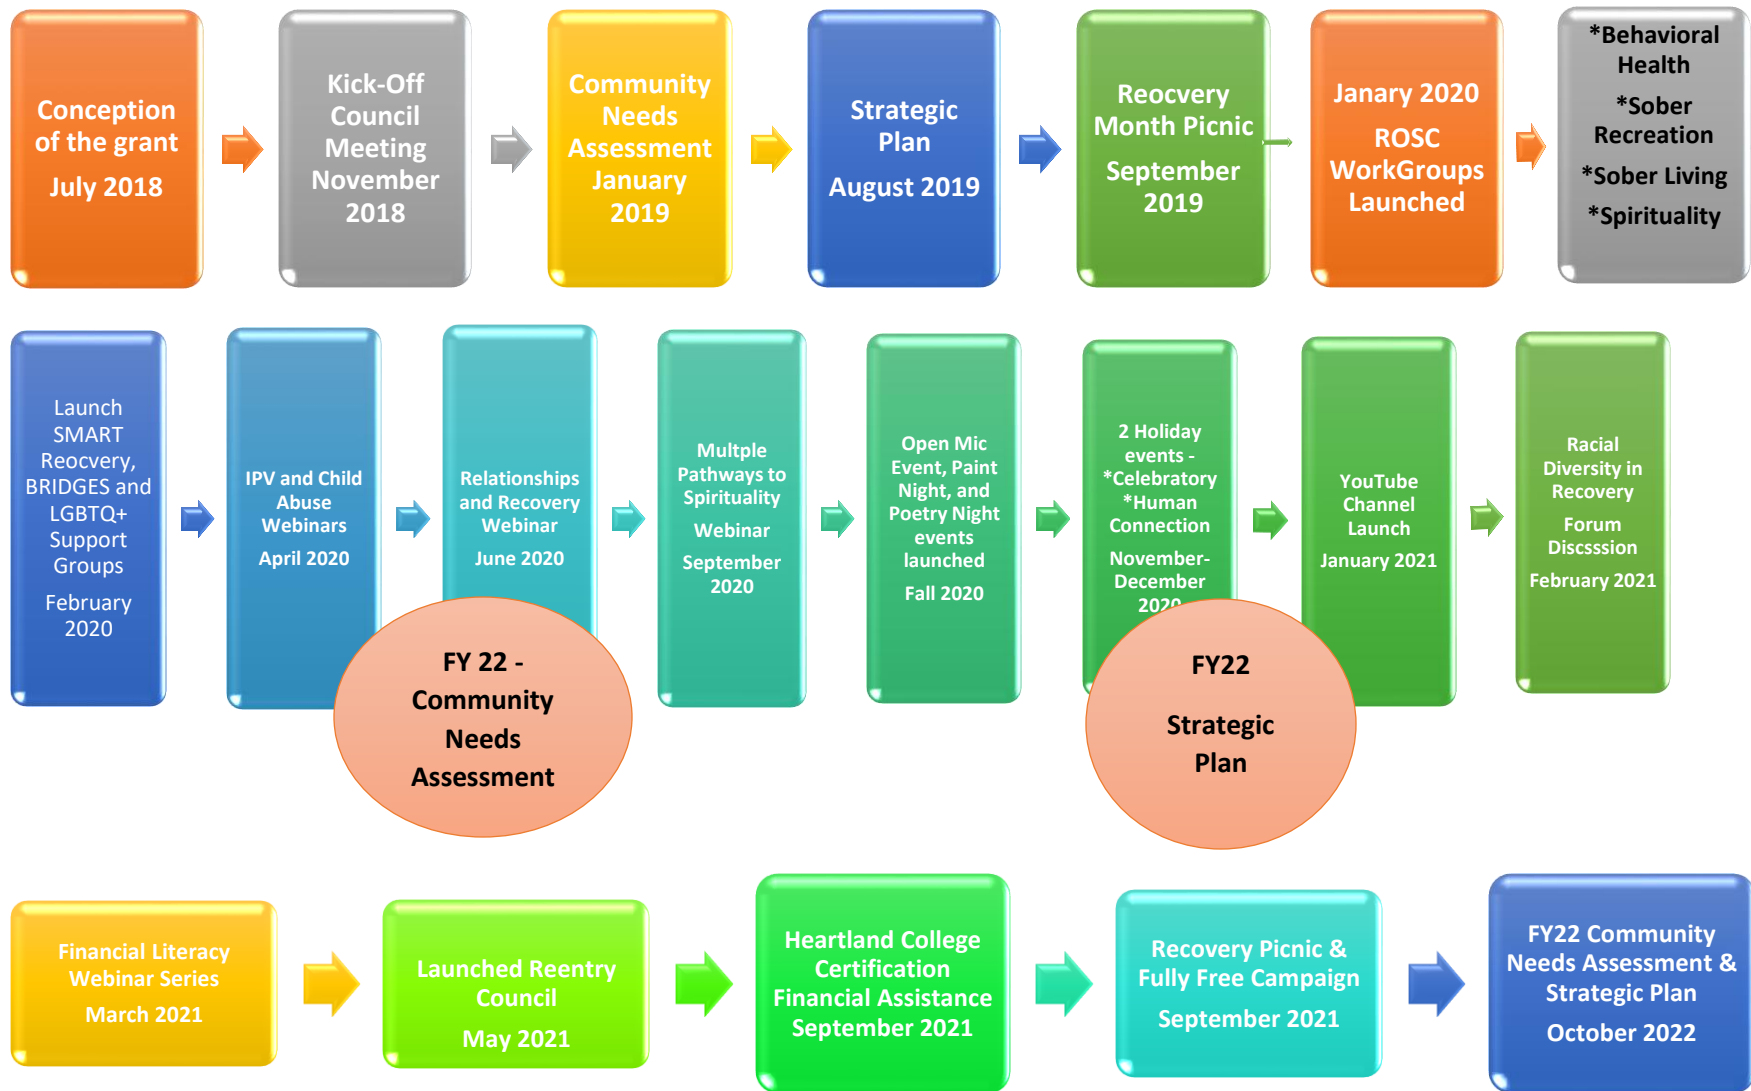 Conception
of the grant
July 2018
Kick-Off
Council
Meeting
November
2018
Community
Needs
Assessment
January
2019
Strategic
Plan
August 2019
Reocvery
Month Picnic
September
2019
Janary 2020
ROSC
WorkGroups
Launched
*Behavioral
Health
*Sober
Recreation
*Sober Living
*Spirituality
Launch
SMART
Reocvery,
BRIDGES and
LGBTQ+
Support
Groups
February
2020
IPV and Child
Abuse
Webinars
April 2020
Relationships
and Recovery
Webinar
June 2020
Multple
Pathways to
Spirituality
Webinar
September
2020
Open Mic
Event, Paint
Night, and
Poetry Night
events
launched
Fall 2020
2 Holiday
events -
*Celebratory
*Human
Connection
November-
December
2020
YouTube
Channel
Launch
January 2021
Racial
Diversity in
Recovery
Forum
Discsssion
February 2021
FY 22 -
Community
Needs
Assessment
FY22
Strategic
Plan
Financial Literacy
Webinar Series
March 2021
Launched Reentry
Council
May 2021
Heartland College
Certification
Financial Assistance
September 2021
Recovery Picnic &
Fully Free Campaign
September 2021
FY22 Community
Needs Assessment &
Strategic Plan
October 2022